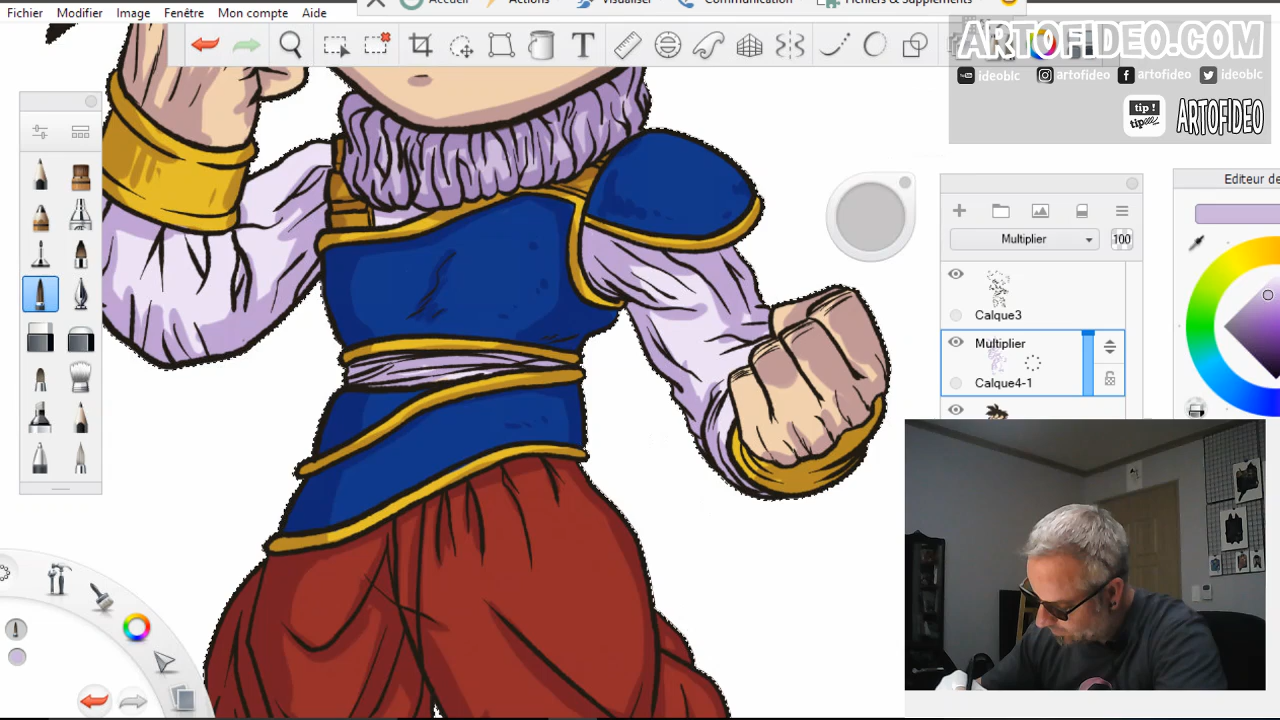 Accueil Actions Visualiser Communication Fichiers & Suppléments
Fichier Modifier Image Fenêtre Mon compte Aide
T
ARTOFIDEO.COM
ideoblc artofideo artofideo ideoblc
tip !
tip
ARTOFIDEO
Editeur de
Multiplier 100
Calque3
Multiplier
Calque4-1